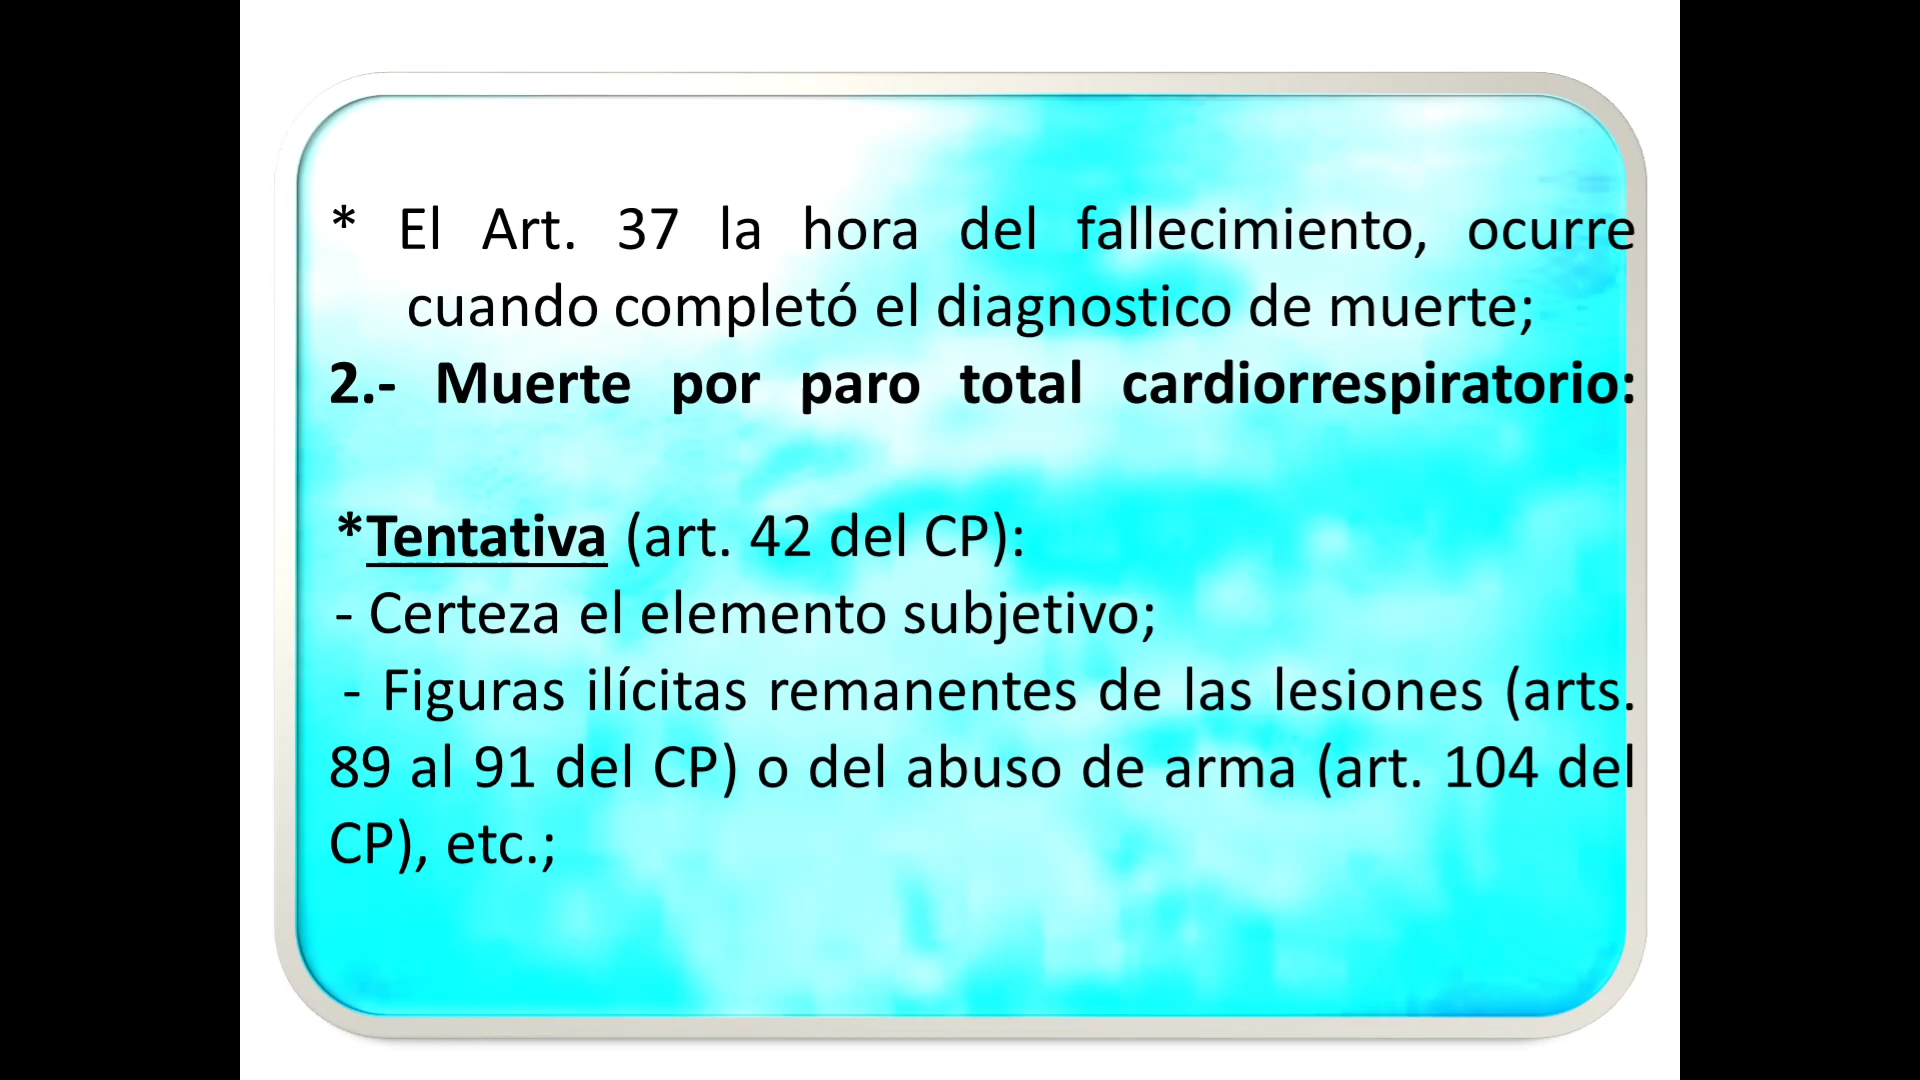 * El Art. 37 la hora del fallecimiento, ocurre
cuando completó el diagnostico de muerte;
2.- Muerte por paro total cardiorrespiratorio:
*Tentativa (art. 42 del CP):
- Certeza el elemento subjetivo;
- Figuras ilícitas remanentes de las lesiones (arts.
89 al 91 del CP) o del abuso de arma (art. 104 del
CP), etc.;